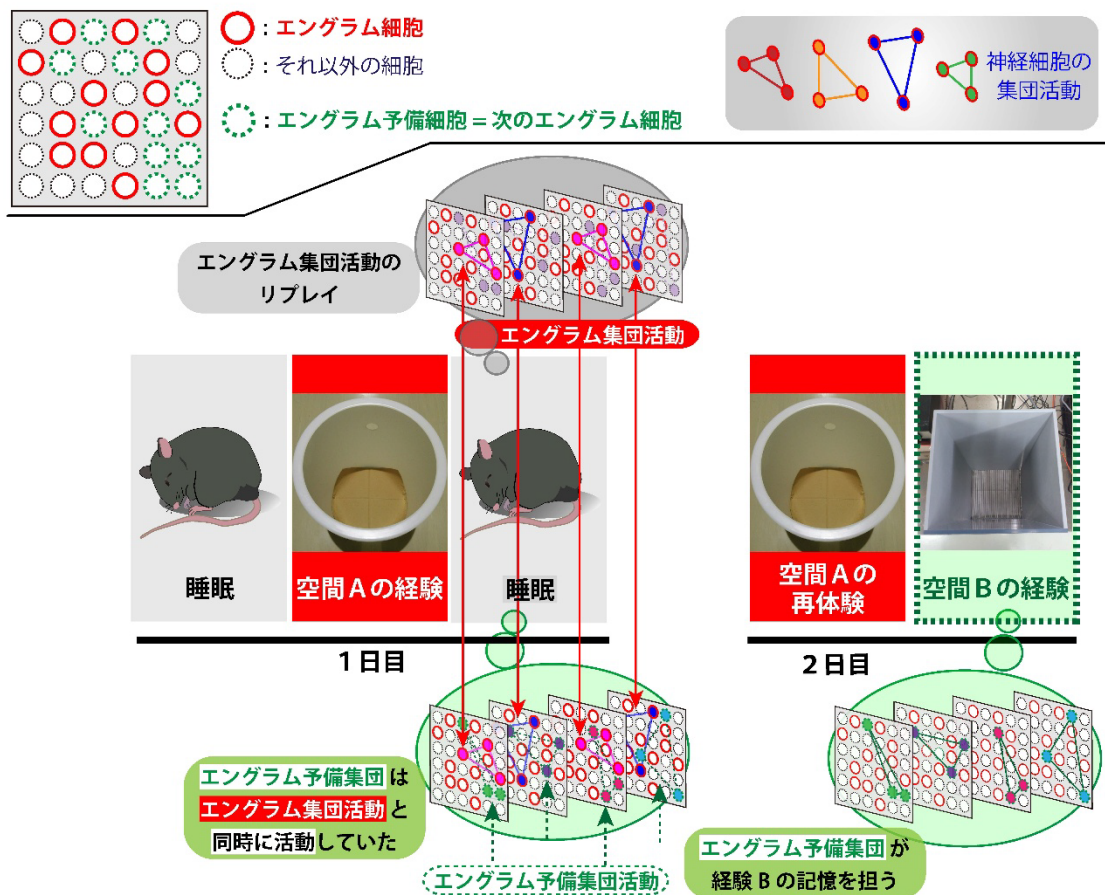 ：エングラム細胞
：それ以外の細胞
：エングラム予備細胞＝次のエングラム細胞
神経細胞の
集団活動
エングラム集団活動の
リプレイ
エングラム集団活動
睡眠
空間Ａの経験
睡眠
空間Ａの
再体験
空間Ｂの経験
１日目
２日目
エングラム予備集団は
エングラム集団活動と
同時に活動していた
エングラム予備集団活動
エングラム予備集団が
経験Ｂの記憶を担う